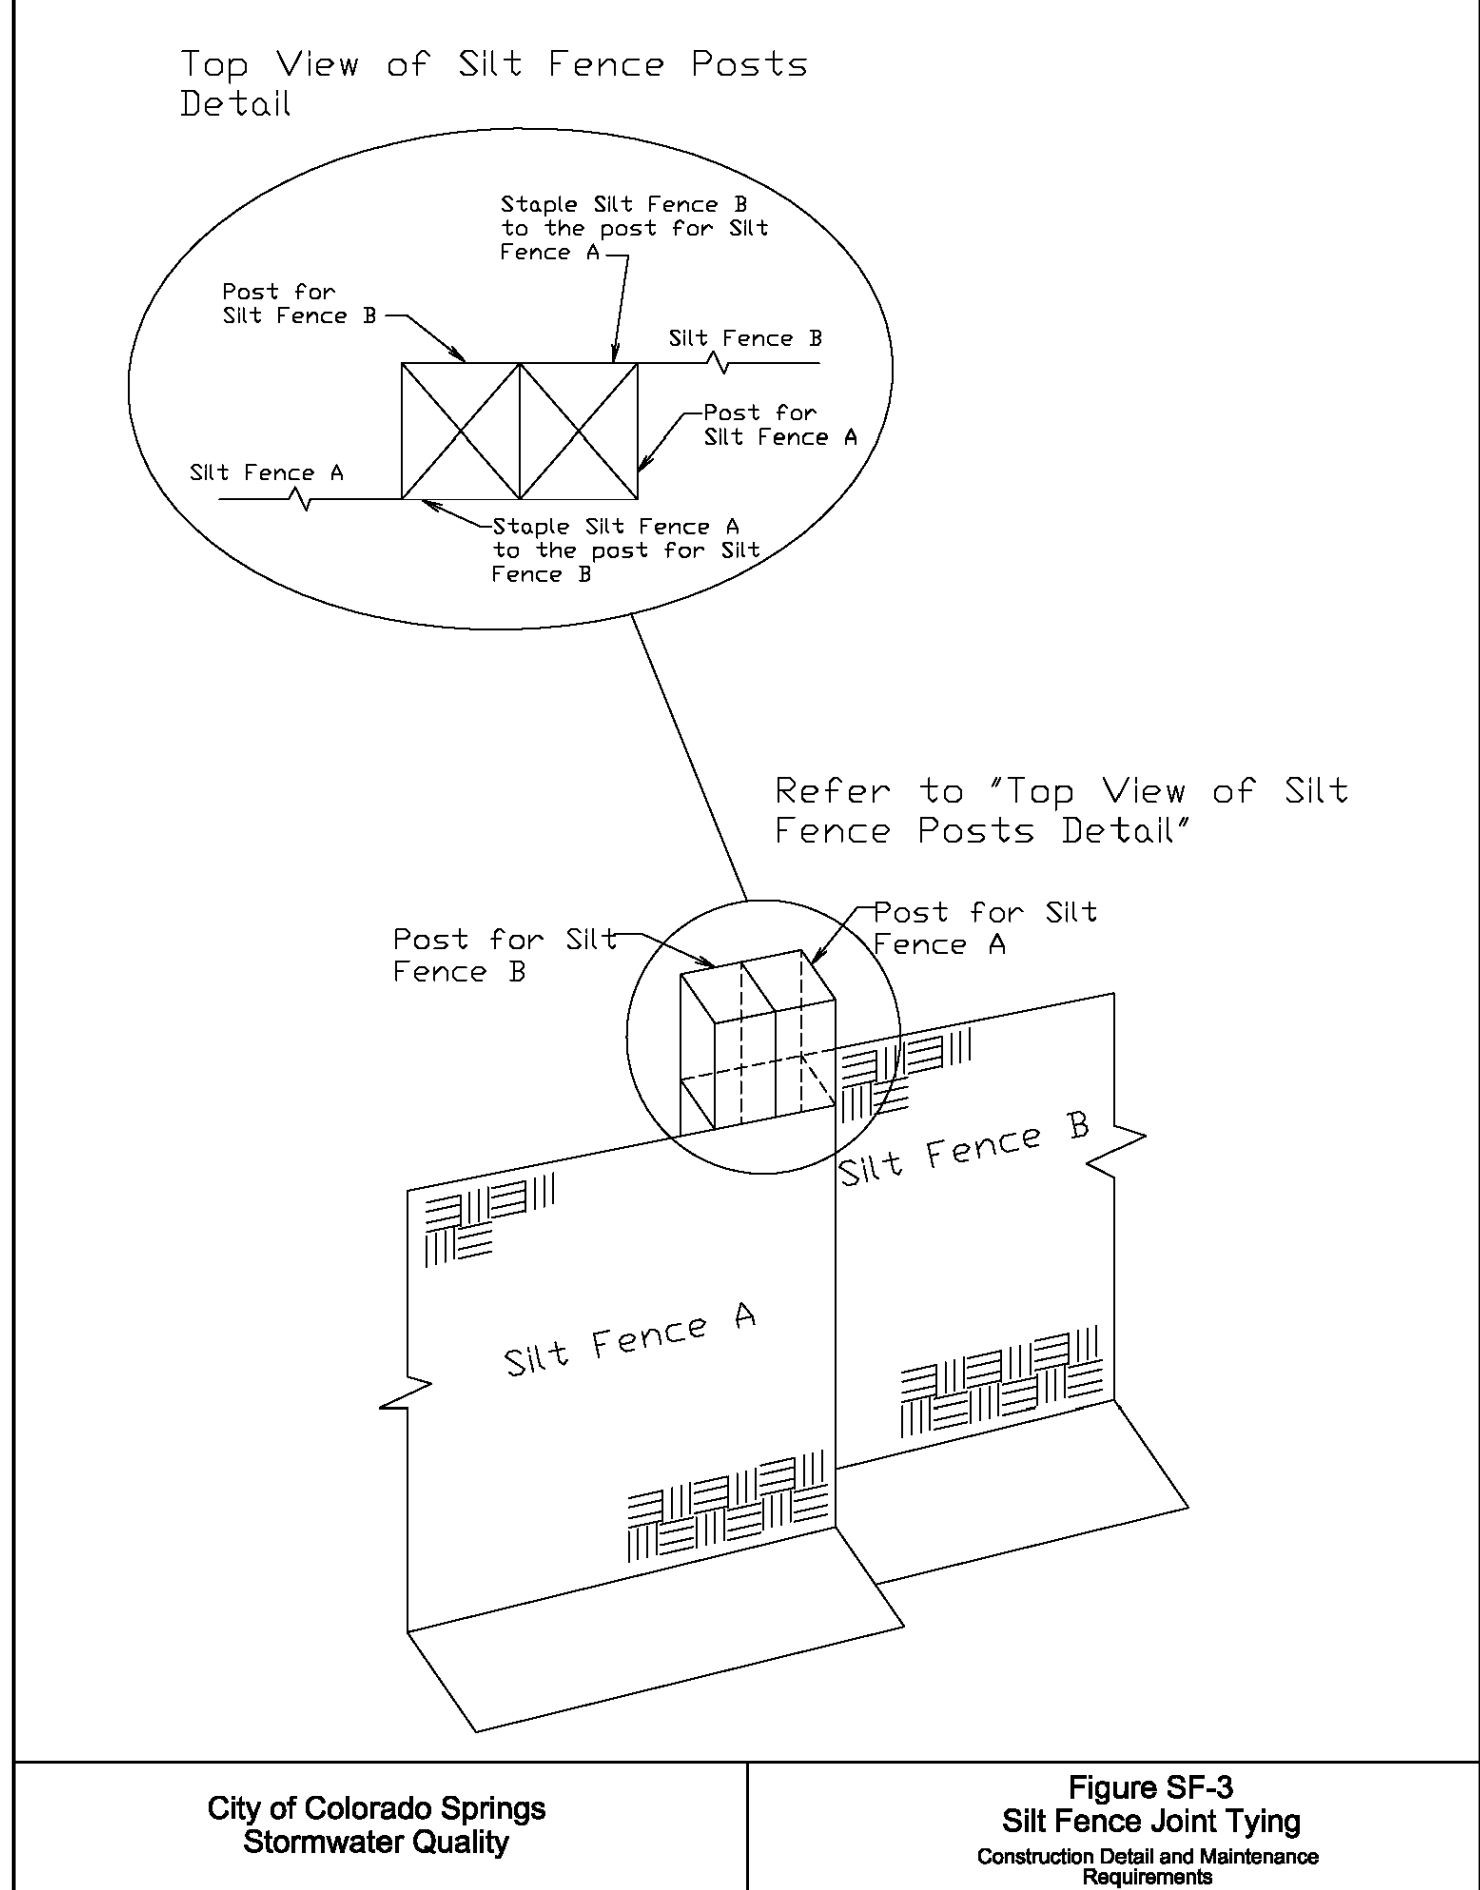 Top View of Silt Fence Posts
Detail
Staple Silt Fence B
to the post for Silt
Fence A
Post for
Silt Fence B
Silt Fence B
Post for
Silt Fence A
Silt Fence A
Staple Silt Fence A
to the post for Silt
Fence B
Refer to "Top View of Silt
Fence Posts Detail"
Post for Silt
Fence A
Post for Silt
Fence B
Silt Fence B
Silt Fence A
City of Colorado Springs
Stormwater Quality
Figure SF-3
Silt Fence Joint Tying
Construction Detail and Maintenance
Requirements